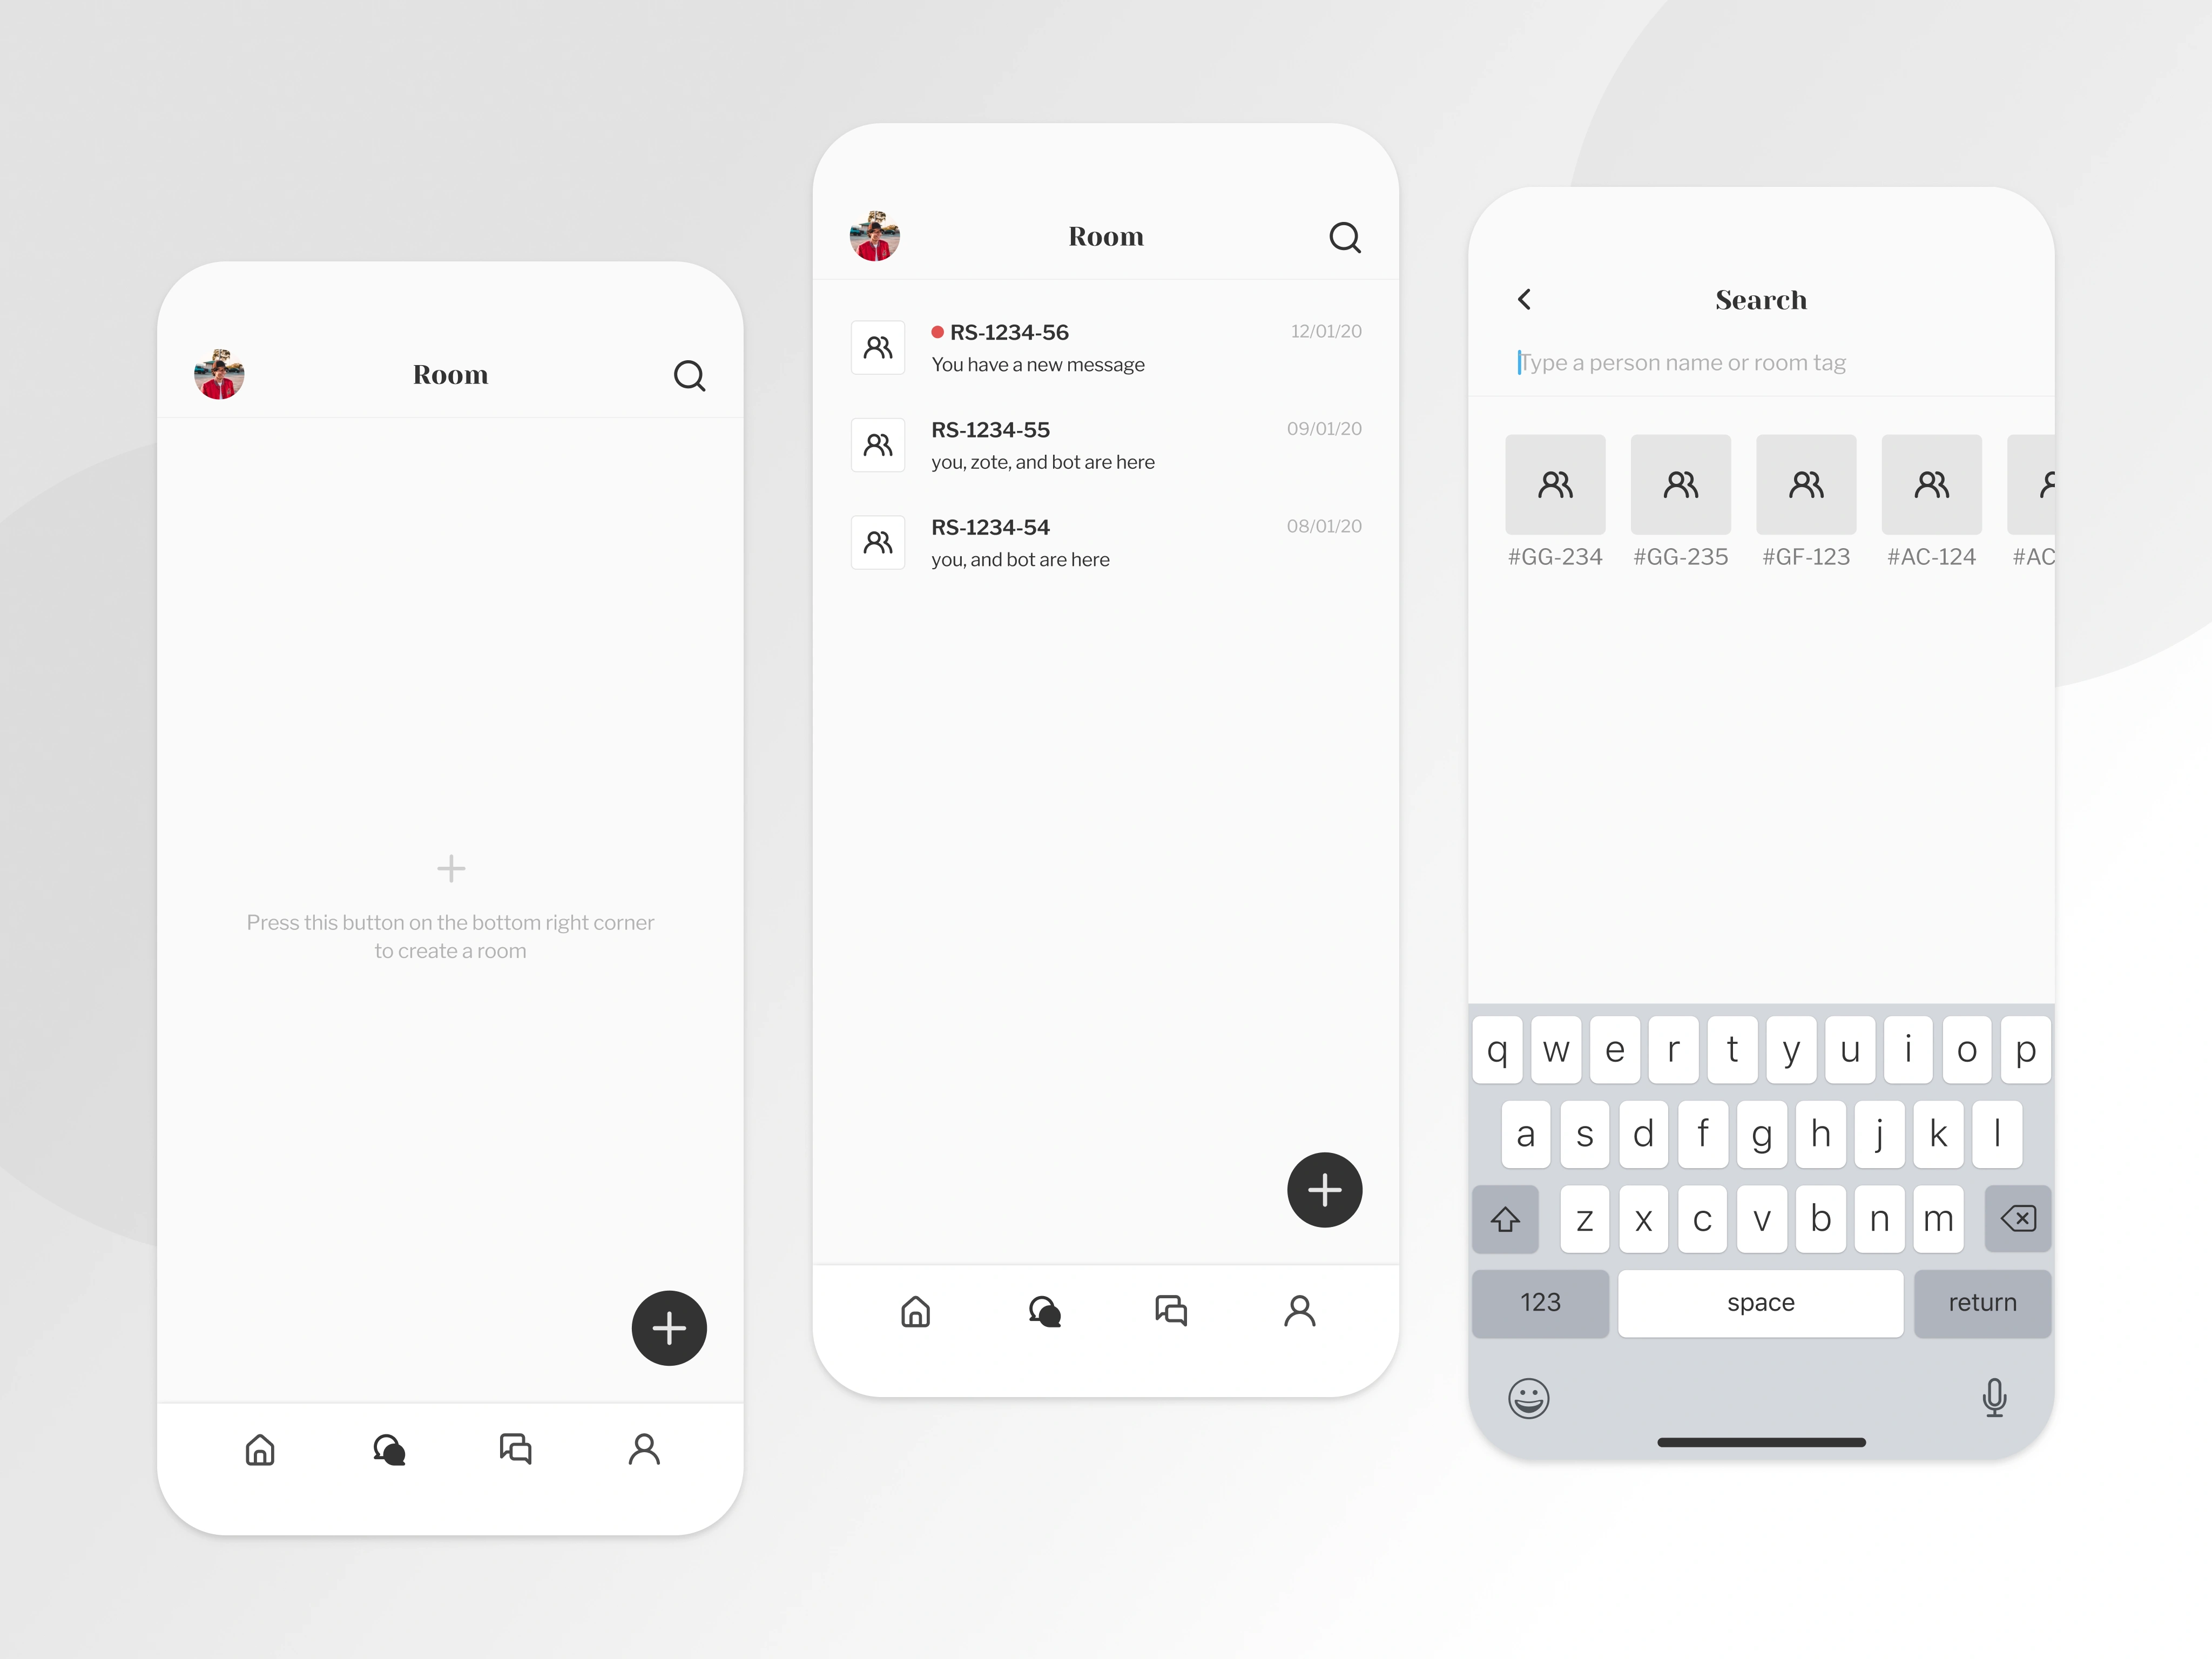 Room
Press this button on the bottom right corner
to create a room
Room
RS-1234-56
12/01/20
You have a new message
RS-1234-55
09/01/20
you, zote, and bot are here
RS-1234-54
08/01/20
you, and bot are here
Search
Type a person name or room tag
#GG-234 #GG-235 #GF-123 #AC-124 #AC
q w e r t y u i o p
a s d f g h j k l
z x c v b n m
123 space return